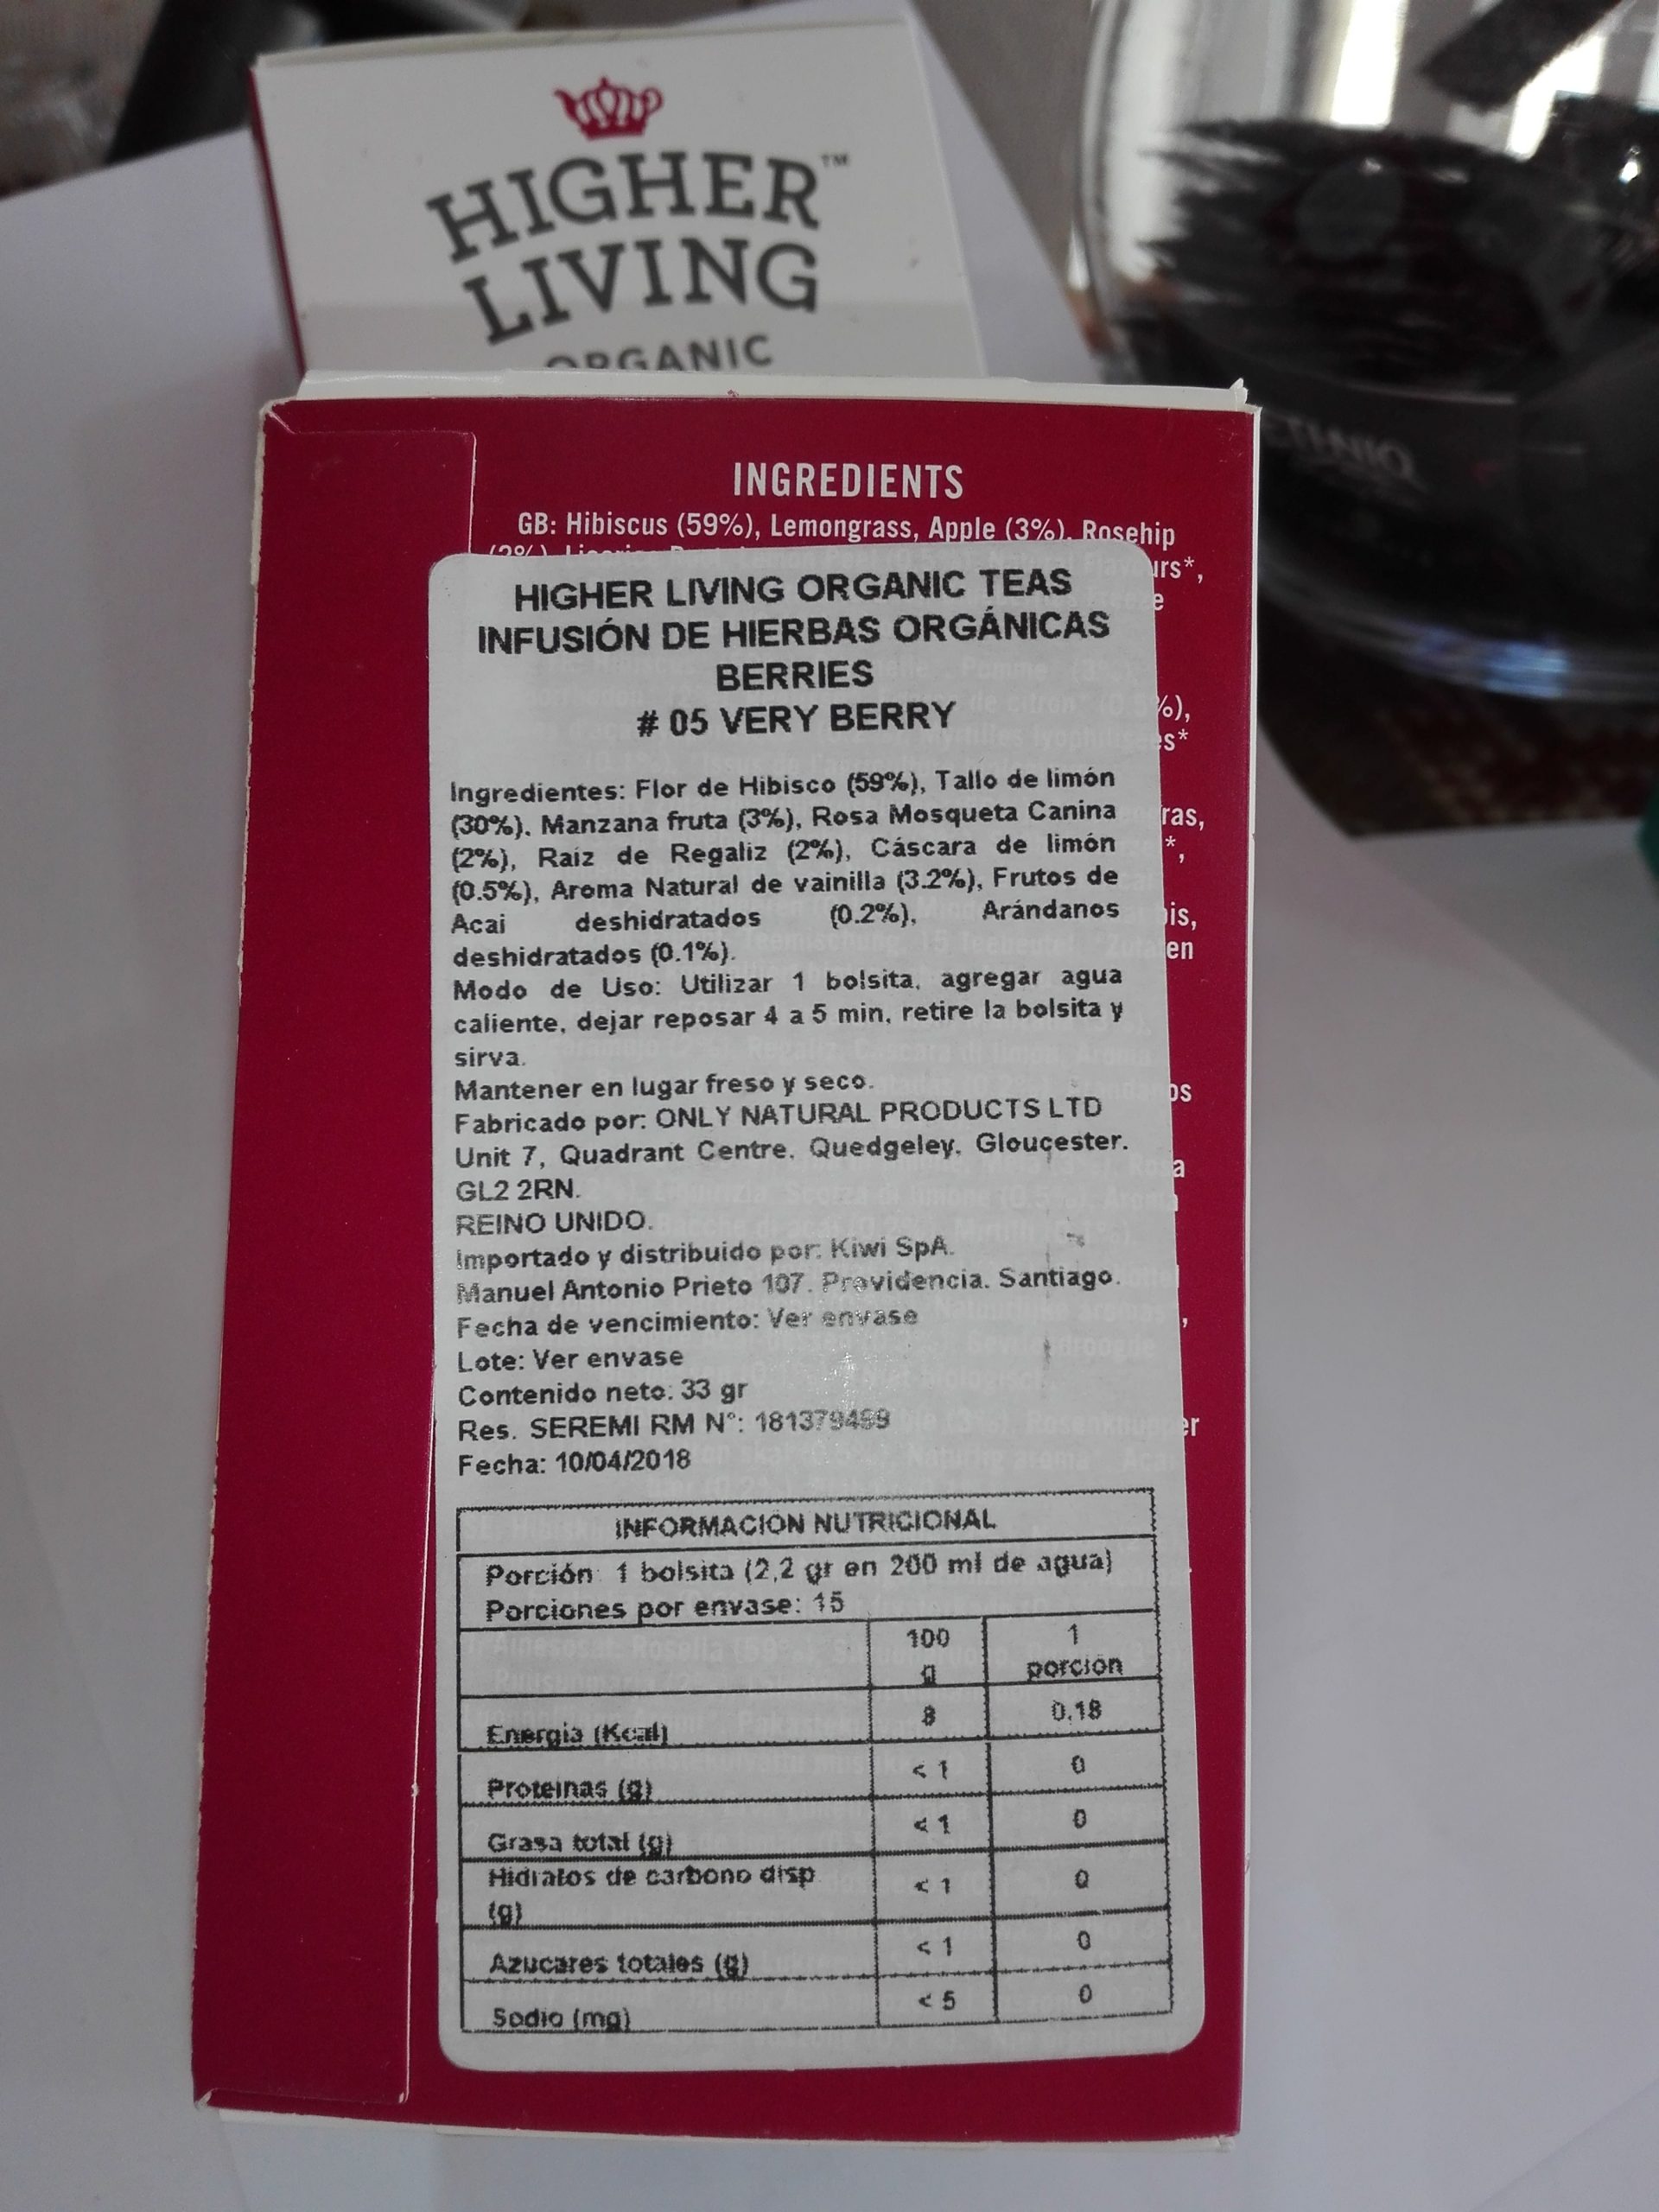 HIGHER™
LIVING
ORGANIC
INGREDIENTS
GB: Hibiscus (59%), Lemongrass, Apple (3%), Rosehip
HIGHER LIVING ORGANIC TEAS
INFUSIÓN DE HIERBAS ORGÁNICAS
BERRIES
# 05 VERY BERRY
Ingredientes: Flor de Hibisco (59%), Tallo de limón
(30%), Manzana fruta (3%), Rosa Mosqueta Canina
(2%), Raíz de Regaliz (2%), Cáscara de limón
(0.5%), Aroma Natural de vainilla (3.2%), Frutos de
Acai deshidratados (0.2%), Arándanos
deshidratados (0.1%).
Modo de Uso: Utilizar 1 bolsita, agregar agua
caliente, dejar reposar 4 a 5 min, retire la bolsita y
sirva.
Mantener en lugar freso y seco.
Fabricado por: ONLY NATURAL PRODUCTS LTD
Unit 7, Quadrant Centre, Quedgeley, Gloucester.
GL2 2RN.
REINO UNIDO.
Importado y distribuido por: Kiwi SpA.
Manuel Antonio Prieto 107. Providencia. Santiago.
Fecha de vencimiento: Ver envase
Lote: Ver envase
Contenido neto: 33 gr
Res. SEREMI RM N°: 181379499
Fecha: 10/04/2018
INFORMACIÓN NUTRICIONAL
Porción: 1 bolsita (2,2 gr en 200 ml de agua)
Porciones por envase: 15
100 g 1 porción
Energia (Kcal) 8 0.18
Proteinas (g) < 1 0
Grasa total (g) < 1 0
Hidratos de carbono disp (g) < 1 0
Azucares totales (g) < 1 0
Sodio (mg) < 5 0